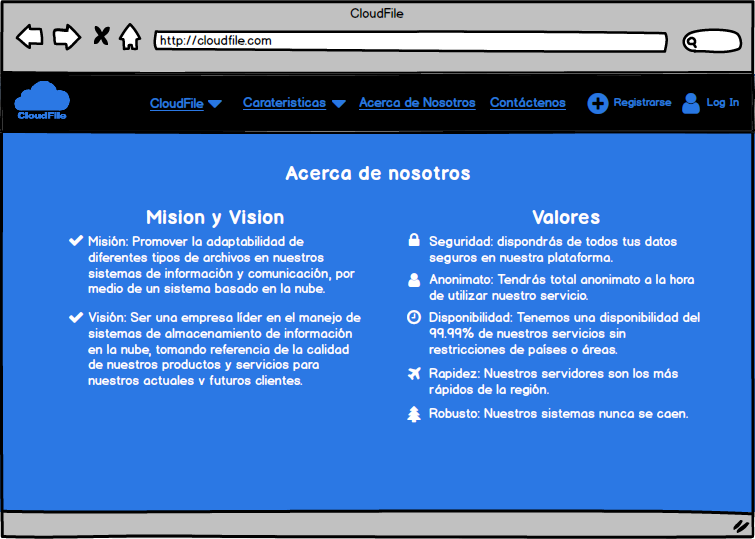 CloudFile
http://cloudfile.com
CloudFile
CloudFile
Carateristicas
Acerca de Nosotros
Contáctenos
Registrarse
Log In
Acerca de nosotros
Mision y Vision
Misión: Promover la adaptabilidad de
diferentes tipos de archivos en nuestros
sistemas de información y comunicación, por
medio de un sistema basado en la nube.
Visión: Ser una empresa líder en el manejo de
sistemas de almacenamiento de información
en la nube, tomando referencia de la calidad
de nuestros productos y servicios para
nuestros actuales y futuros clientes.
Valores
Seguridad: dispondrás de todos tus datos
seguros en nuestra plataforma.
Anonimato: Tendrás total anonimato a la hora
de utilizar nuestro servicio.
Disponibilidad: Tenemos una disponibilidad del
99.99% de nuestros servicios sin
restricciones de países o áreas.
Rapidez: Nuestros servidores son los más
rápidos de la región.
Robusto: Nuestros sistemas nunca se caen.